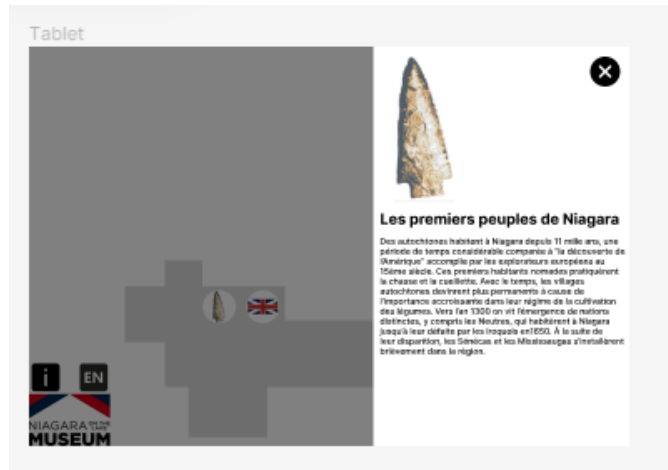 Tablet
Les premiers peuples de Niagara
Des autochtones habitent à Niagara depuis 11 mille ans, une
période de temps considérable comparée à "la découverte de
l'Amérique" accomplie par les explorateurs européens au
15ème siècle. Ces premiers habitants nomades pratiquèrent
la chasse et la cueillette. Avec le temps, les villages
autochtones devinrent plus permanents à cause de
l'importance accroissante dans leur régime de la cultivation
des légumes. Vers l'an 1300 on vit l'émergence de nations
distinctes, y compris les Neutres, qui habitèrent à Niagara
jusqu'à leur défaite par les Iroquois en1650. À la suite de
leur disparition, les Sénécas et les Mississaugas s'installèrent
brièvement dans la région.
i
EN
NIAGARA ON THE LAKE
MUSEUM